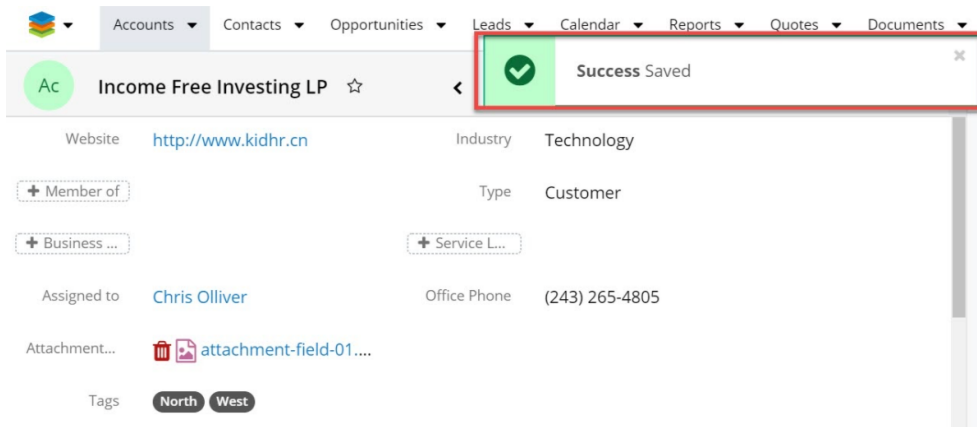 Accounts Contacts Opportunities Leads Calendar Reports Quotes Documents
Ac Income Free Investing LP
Success Saved
Website http://www.kidhr.cn Industry Technology
+ Member of Type Customer
+ Business ... + Service L...
Assigned to Chris Olliver Office Phone (243) 265-4805
Attachment... attachment-field-01....
Tags North West